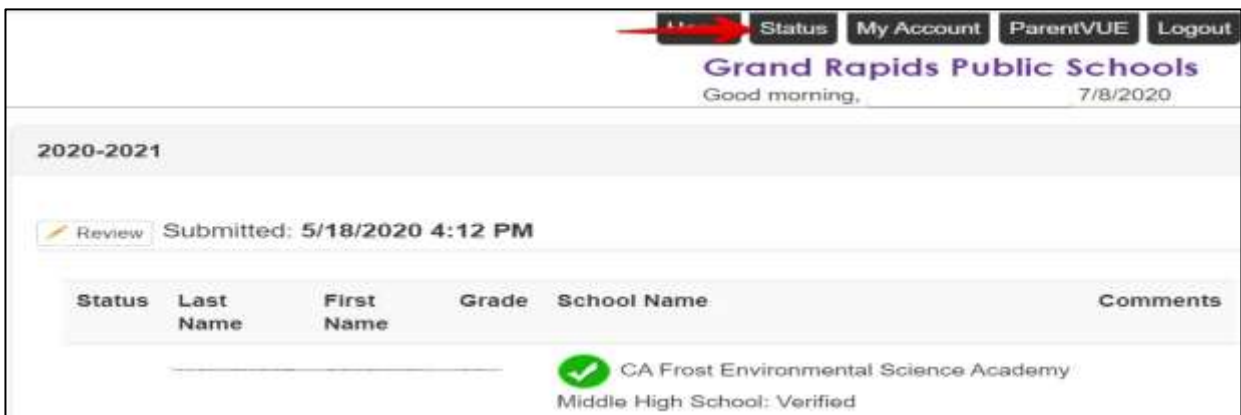 Status My Account ParentVUE Logout
Grand Rapids Public Schools
Good morning, 7/8/2020
2020-2021
Review Submitted: 5/18/2020 4:12 PM
Status Last Name First Name Grade School Name Comments
CA Frost Environmental Science Academy
Middle High School: Verified